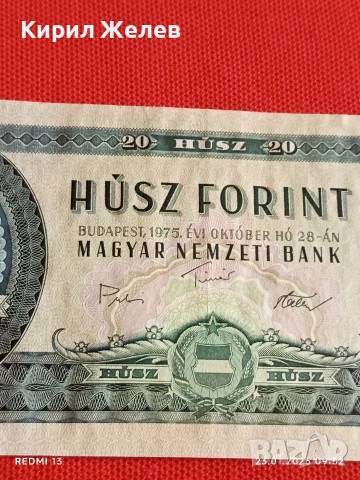 Кирил Желев
20 HÚSZ 20
HÚSZ FORINT
BUDAPEST, 1975. ÉVI OKTÓBER HÓ 28-ÁN
MAGYAR NEMZETI BANK
HÚSZ HÚSZ
REDMI 13
bazar